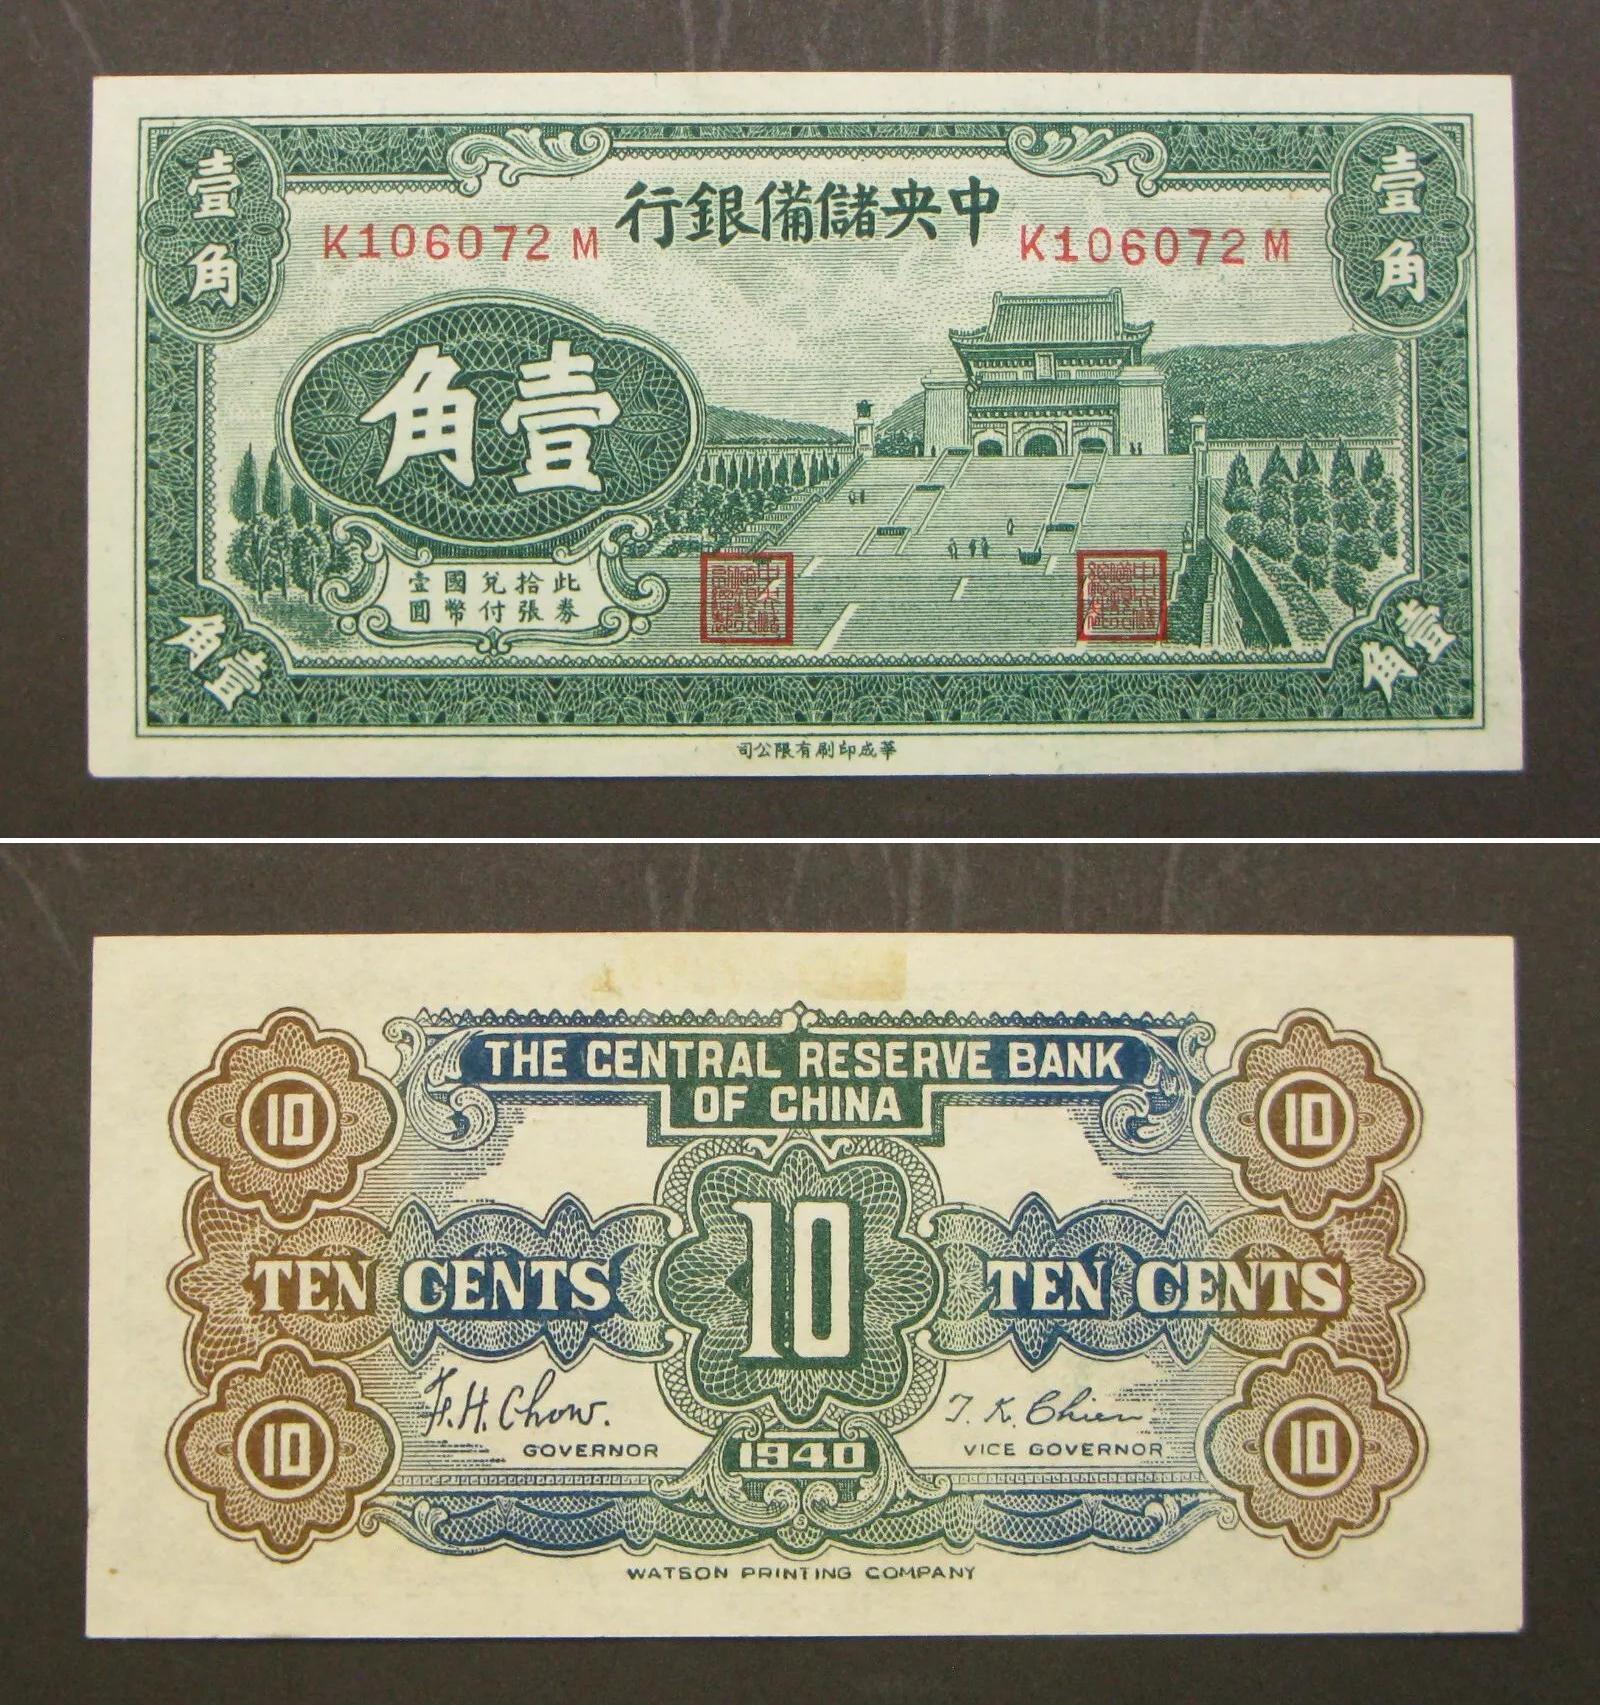 壹角
中央儲備銀行
壹角
K106072 M
K106072 M
壹角
此券拾張兌付國幣壹圓
壹角
壹角
華成印刷有限公司
THE CENTRAL RESERVE BANK
OF CHINA
10
10
10
TEN CENTS
TEN CENTS
F. H. Chow.
GOVERNOR
T. K. Chien
VICE GOVERNOR
10
1940
10
WATSON PRINTING COMPANY